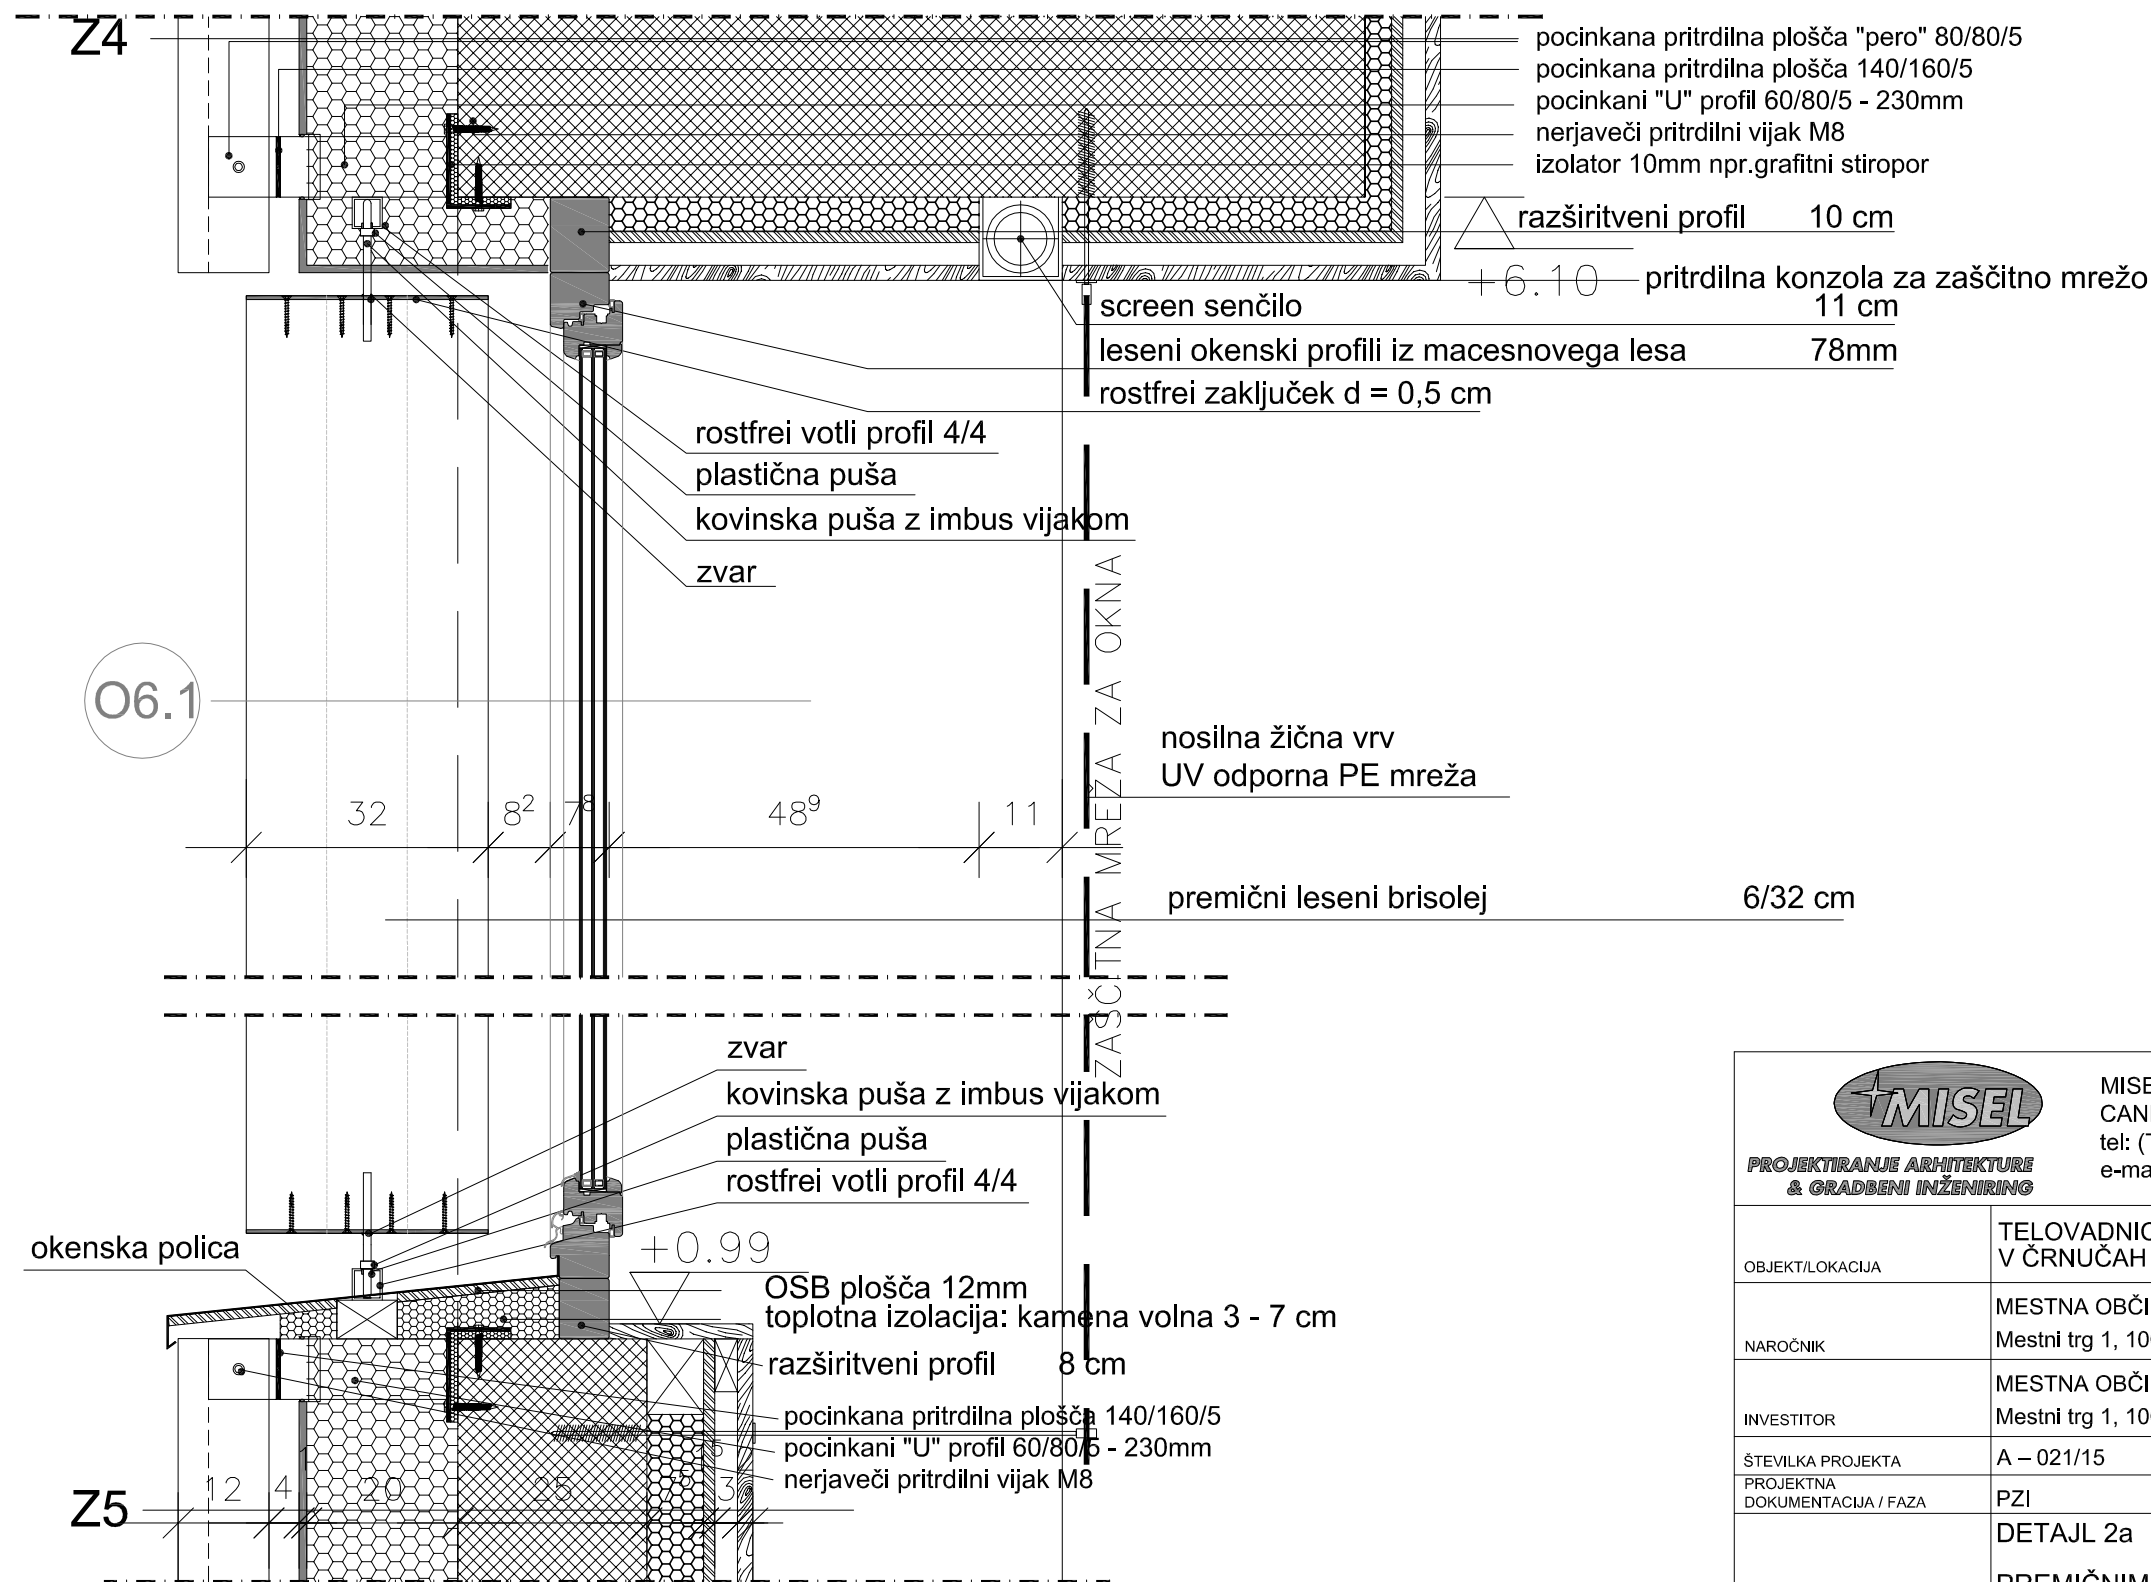 Z4
pocinkana pritrdilna plošča "pero" 80/80/5
pocinkana pritrdilna plošča 140/160/5
pocinkani "U" profil 60/80/5 - 230mm
nerjaveči pritrdilni vijak M8
izolator 10mm npr.grafitni stiropor
razširitveni profil 10 cm
+6.10
pritrdilna konzola za zaščitno mrežo
screen senčilo 11 cm
leseni okenski profili iz macesnovega lesa 78mm
rostfrei zaključek d = 0,5 cm
rostfrei votli profil 4/4
plastična puša
kovinska puša z imbus vijakom
zvar
ZAŠČITNA MREŽA ZA OKNA
O6.1
nosilna žična vrv
UV odporna PE mreža
32 8² 7⁸ 48⁹ 11
premični leseni brisolej 6/32 cm
zvar
kovinska puša z imbus vijakom
plastična puša
rostfrei votli profil 4/4
okenska polica
+0.99
OSB plošča 12mm
toplotna izolacija: kamena volna 3 - 7 cm
razširitveni profil 8 cm
pocinkana pritrdilna plošča 140/160/5
pocinkani "U" profil 60/80/5 - 230mm
nerjaveči pritrdilni vijak M8
Z5
12 4 20 25 3
MISEL
PROJEKTIRANJE ARHITEKTURE
& GRADBENI INŽENIRING
tel:
OBJEKT/LOKACIJA
V ČRNUČAH
NAROČNIK
MESTNA
Mestni trg 1,
INVESTITOR
MESTNA
Mestni trg 1,
ŠTEVILKA PROJEKTA
A – 021/15
PROJEKTNA
DOKUMENTACIJA / FAZA
PZI
DETAJL 2a